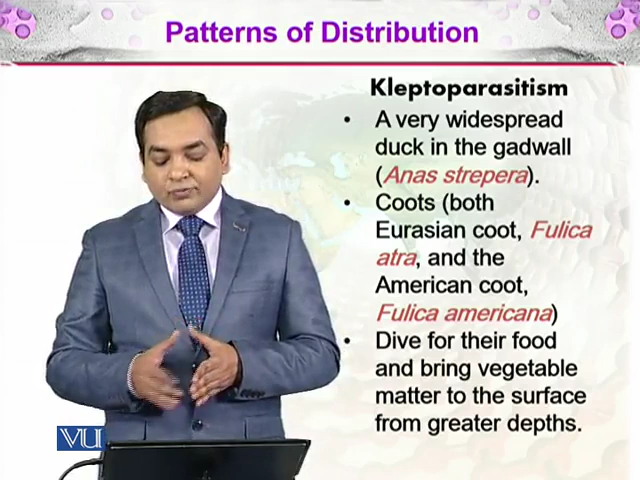 Patterns of Distribution
Kleptoparasitism
• A very widespread
duck in the gadwall
(Anas strepera).
• Coots (both
Eurasian coot, Fulica
atra, and the
American coot,
Fulica americana)
• Dive for their food
and bring vegetable
matter to the surface
from greater depths.
VU